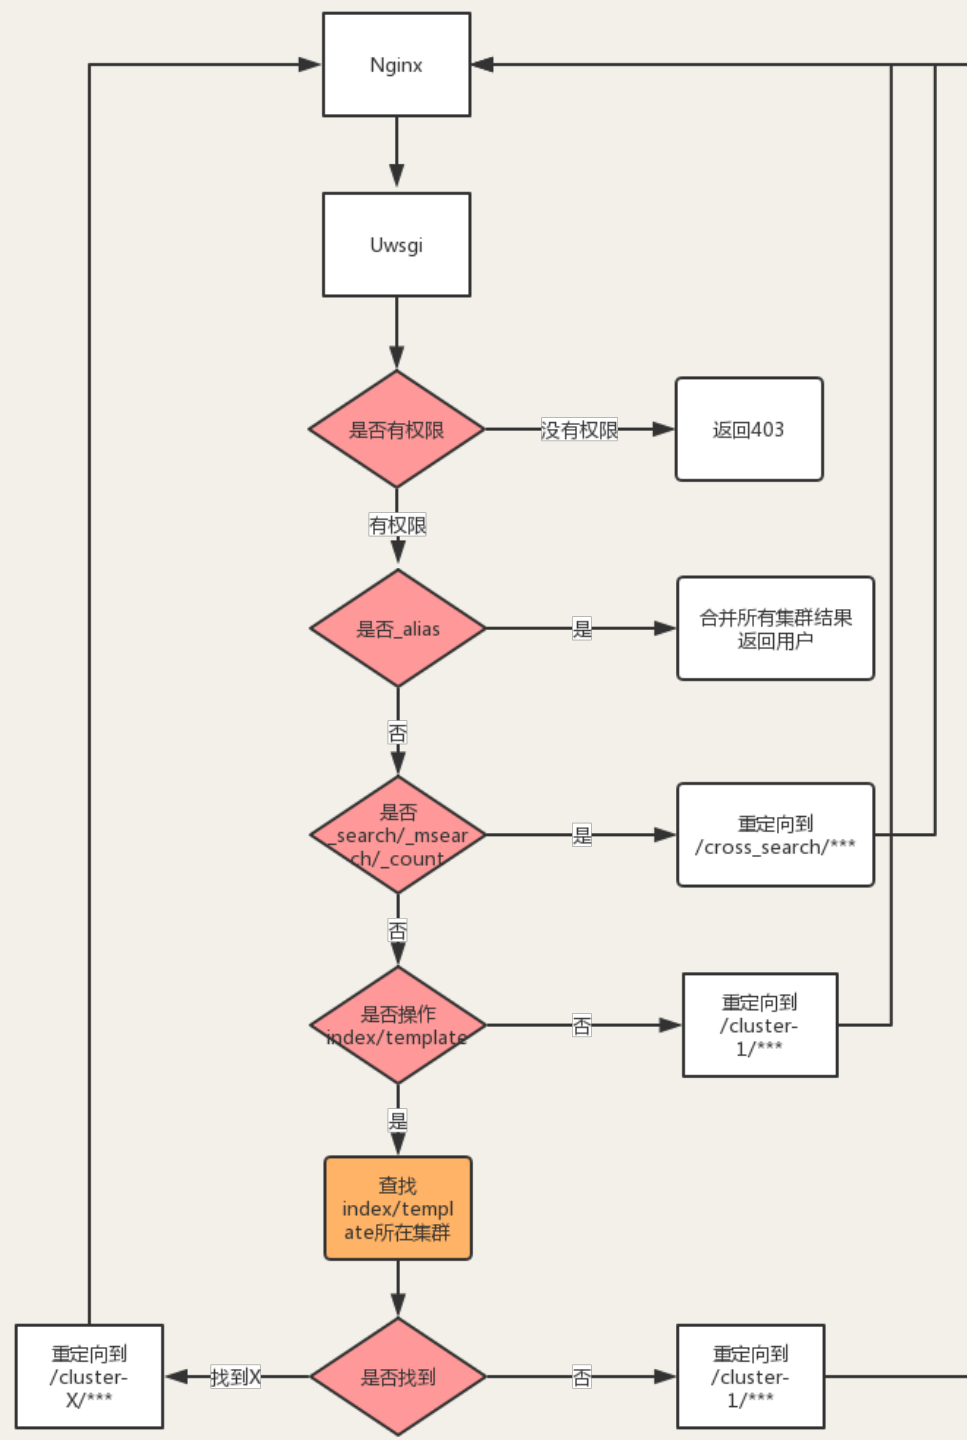 Nginx
Uwsgi
是否有权限
没有权限
返回403
有权限
是否_alias
是
合并所有集群结果
返回用户
否
是否
_search/_msear
ch/_count
是
重定向到
/cross_search/***
否
是否操作
index/template
否
重定向到
/cluster-
1/***
是
查找
index/templ
ate所在集群
重定向到
/cluster-
X/***
找到X
是否找到
否
重定向到
/cluster-
1/***